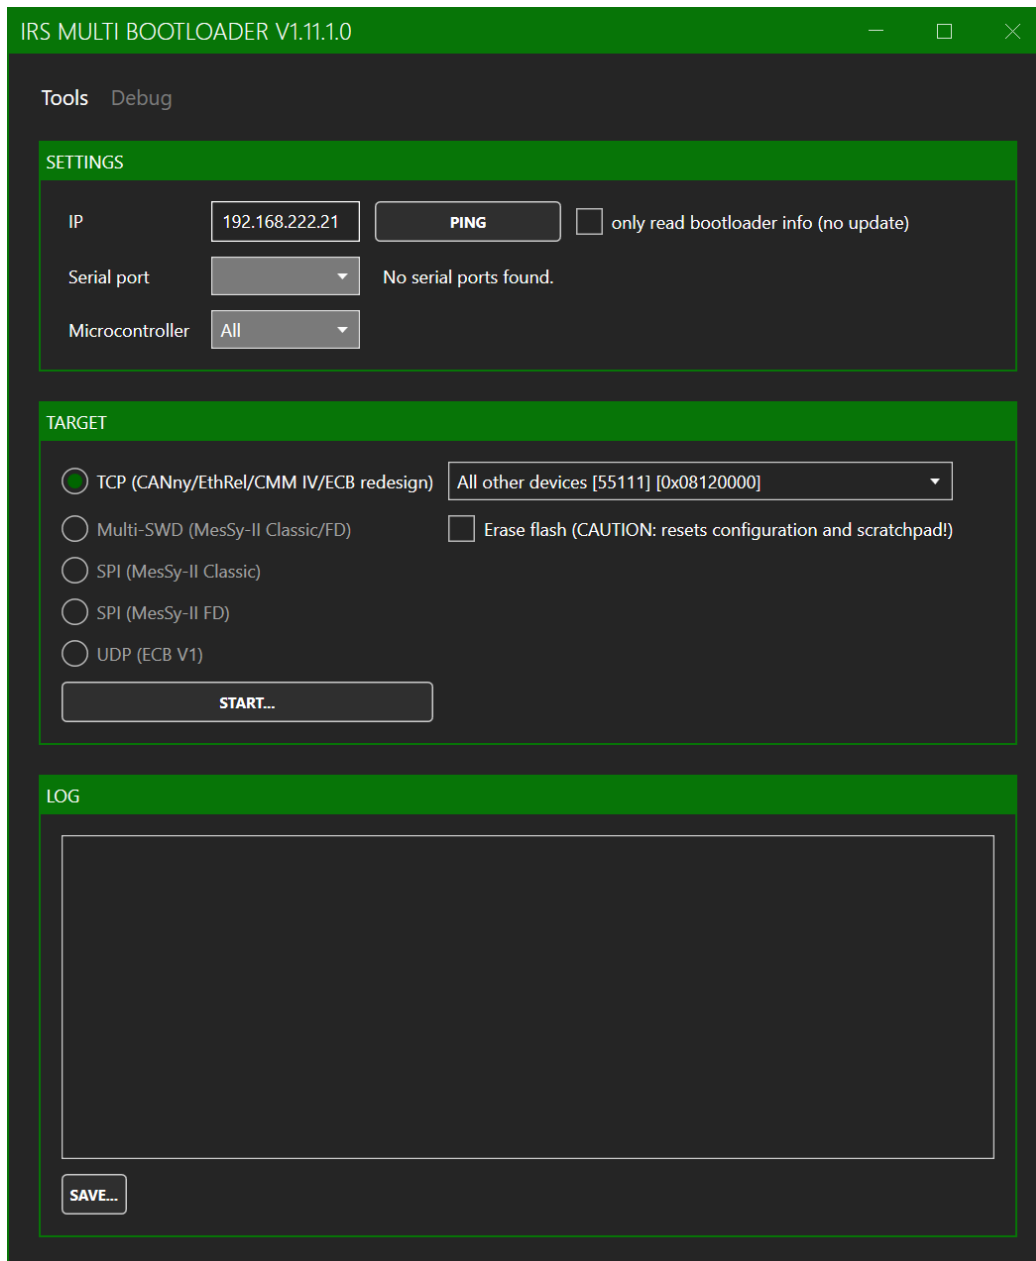 IRS MULTI BOOTLOADER V1.11.1.0
Tools Debug
SETTINGS
IP 192.168.222.21 PING only read bootloader info (no update)
Serial port No serial ports found.
Microcontroller All
TARGET
TCP (CANny/EthRel/CMM IV/ECB redesign) All other devices [55111] [0x08120000]
Multi-SWD (MesSy-II Classic/FD) Erase flash (CAUTION: resets configuration and scratchpad!)
SPI (MesSy-II Classic)
SPI (MesSy-II FD)
UDP (ECB V1)
START...
LOG
SAVE...